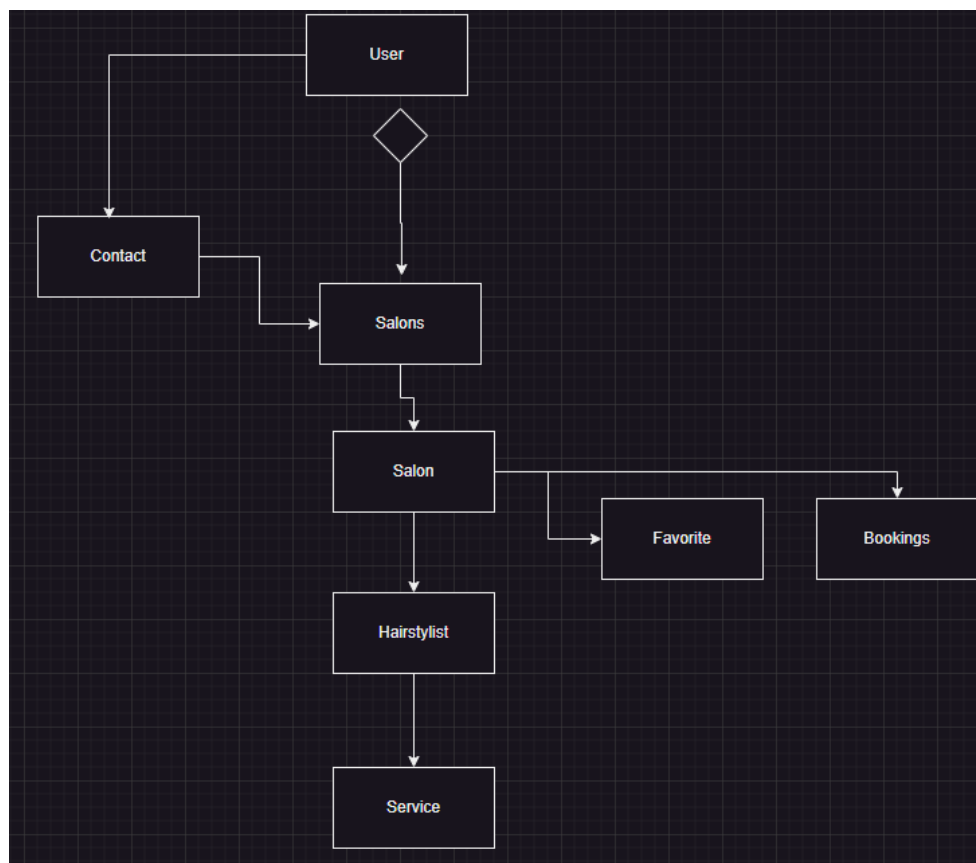 User
Contact
Salons
Salon
Favorite
Bookings
Hairstylist
Service